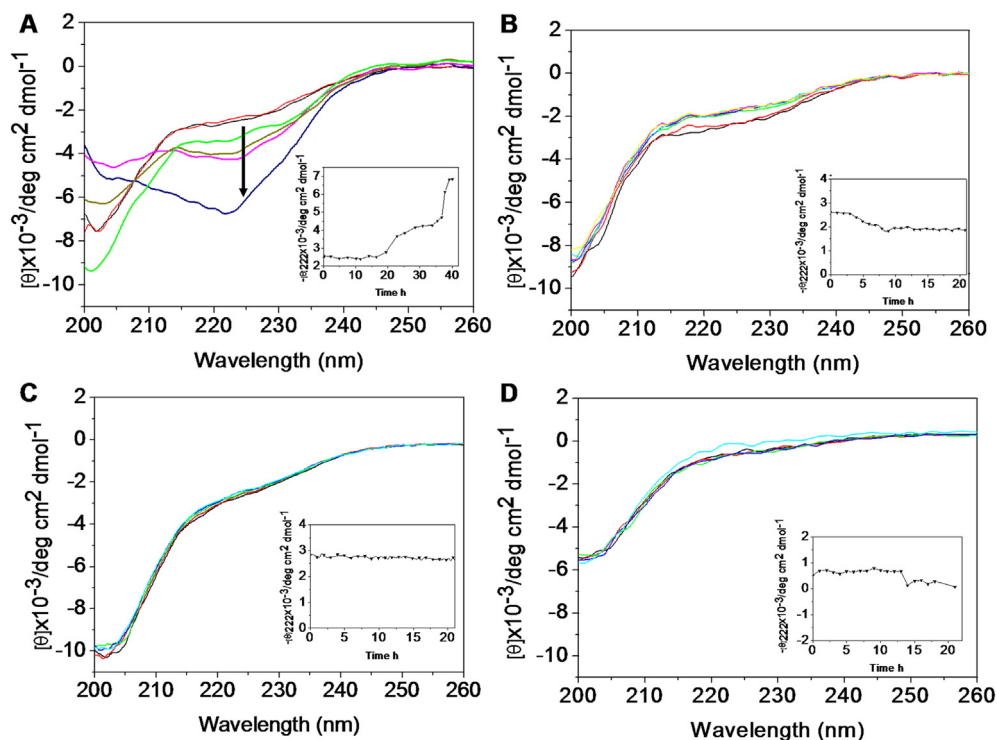 A
2
0
-2
-4
-6
-8
-10
[θ]x10-3/deg cm2 dmol-1
200 210 220 230 240 250 260
Wavelength (nm)
7
6
5
4
3
2
-[θ]222x10-3/deg cm2 dmol-1
0 10 20 30 40
Time h
B
2
0
-2
-4
-6
-8
-10
[θ]x10-3/deg cm2 dmol-1
200 210 220 230 240 250 260
Wavelength (nm)
4
3
2
1
0
-[θ]222x10-3/deg cm2 dmol-1
0 5 10 15 20
Time h
C
2
0
-2
-4
-6
-8
-10
[θ]x10-3/deg cm2 dmol-1
200 210 220 230 240 250 260
Wavelength (nm)
4
3
2
1
0
-[θ]222x10-3/deg cm2 dmol-1
0 5 10 15 20
Time h
D
2
0
-2
-4
-6
-8
-10
[θ]x10-3/deg cm2 dmol-1
200 210 220 230 240 250 260
Wavelength (nm)
2
1
0
-1
-2
-[θ]222x10-3/deg cm2 dmol-1
0 5 10 15 20
Time h